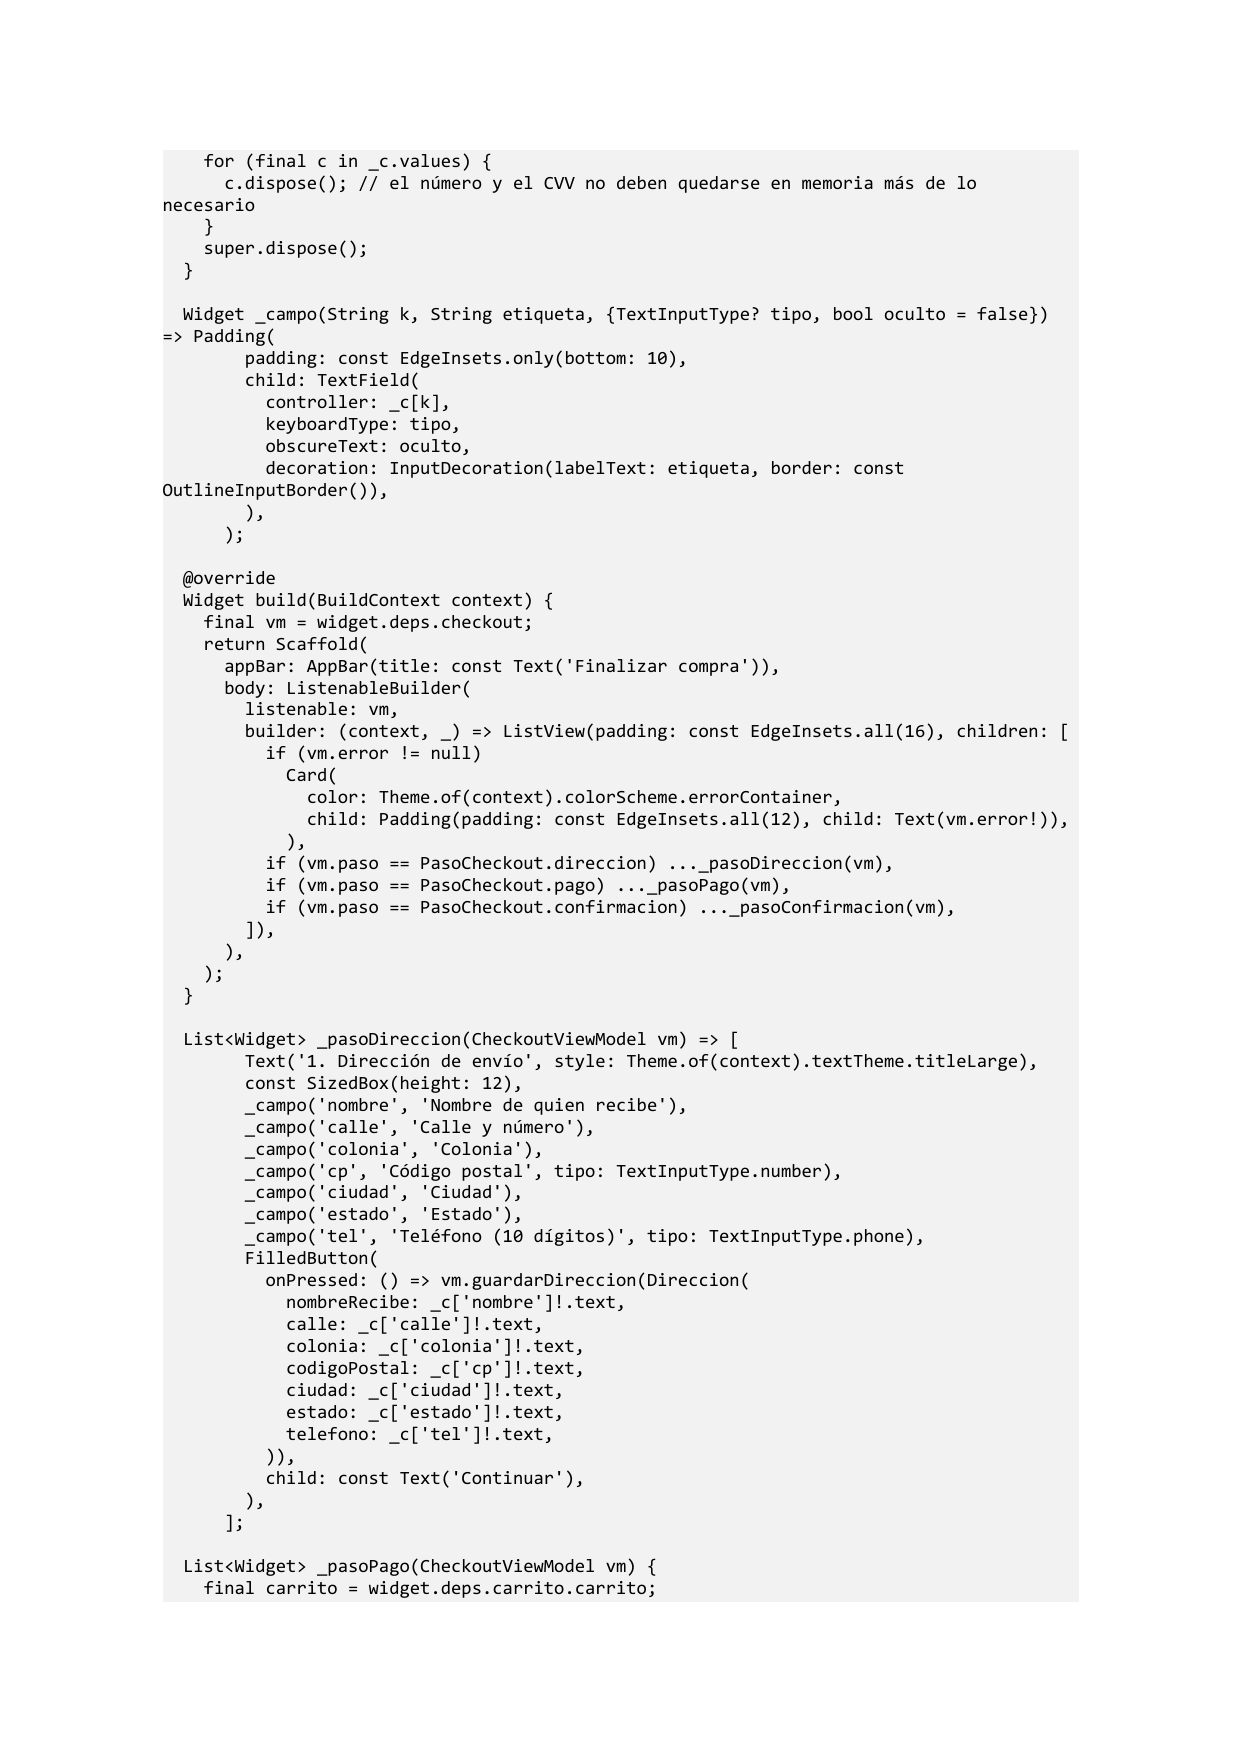 for (final c in _c.values) {
      c.dispose(); // el número y el CVV no deben quedarse en memoria más de lo
necesario
    }
    super.dispose();
  }

  Widget _campo(String k, String etiqueta, {TextInputType? tipo, bool oculto = false})
=> Padding(
        padding: const EdgeInsets.only(bottom: 10),
        child: TextField(
          controller: _c[k],
          keyboardType: tipo,
          obscureText: oculto,
          decoration: InputDecoration(labelText: etiqueta, border: const
OutlineInputBorder()),
        ),
      );

  @override
  Widget build(BuildContext context) {
    final vm = widget.deps.checkout;
    return Scaffold(
      appBar: AppBar(title: const Text('Finalizar compra')),
      body: ListenableBuilder(
        listenable: vm,
        builder: (context, _) => ListView(padding: const EdgeInsets.all(16), children: [
          if (vm.error != null)
            Card(
              color: Theme.of(context).colorScheme.errorContainer,
              child: Padding(padding: const EdgeInsets.all(12), child: Text(vm.error!)),
            ),
          if (vm.paso == PasoCheckout.direccion) ..._pasoDireccion(vm),
          if (vm.paso == PasoCheckout.pago) ..._pasoPago(vm),
          if (vm.paso == PasoCheckout.confirmacion) ..._pasoConfirmacion(vm),
        ]),
      ),
    );
  }

  List<Widget> _pasoDireccion(CheckoutViewModel vm) => [
        Text('1. Dirección de envío', style: Theme.of(context).textTheme.titleLarge),
        const SizedBox(height: 12),
        _campo('nombre', 'Nombre de quien recibe'),
        _campo('calle', 'Calle y número'),
        _campo('colonia', 'Colonia'),
        _campo('cp', 'Código postal', tipo: TextInputType.number),
        _campo('ciudad', 'Ciudad'),
        _campo('estado', 'Estado'),
        _campo('tel', 'Teléfono (10 dígitos)', tipo: TextInputType.phone),
        FilledButton(
          onPressed: () => vm.guardarDireccion(Direccion(
            nombreRecibe: _c['nombre']!.text,
            calle: _c['calle']!.text,
            colonia: _c['colonia']!.text,
            codigoPostal: _c['cp']!.text,
            ciudad: _c['ciudad']!.text,
            estado: _c['estado']!.text,
            telefono: _c['tel']!.text,
          )),
          child: const Text('Continuar'),
        ),
      ];

  List<Widget> _pasoPago(CheckoutViewModel vm) {
    final carrito = widget.deps.carrito.carrito;